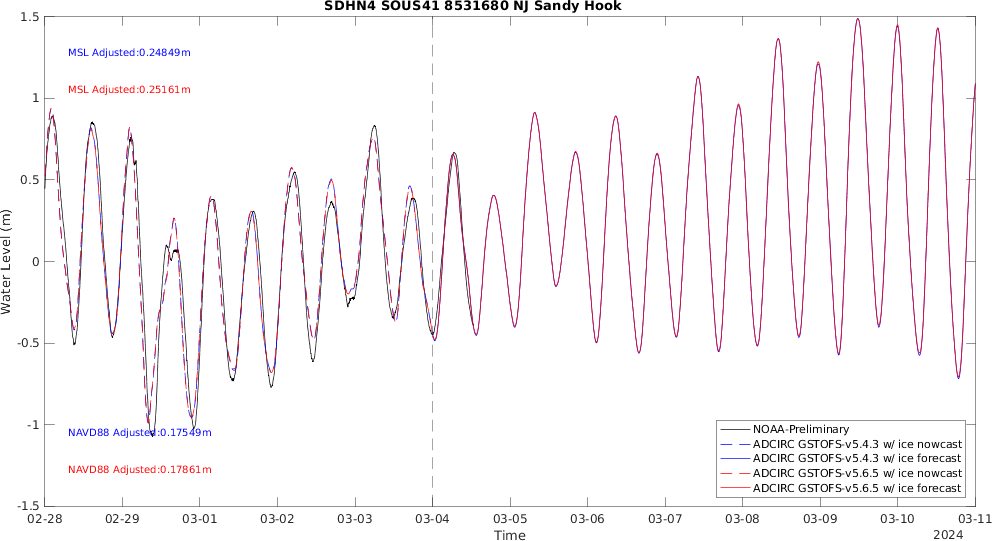 SDHN4 SOUS41 8531680 NJ Sandy Hook
1.5
MSL Adjusted:0.24849m
1
MSL Adjusted:0.25161m
0.5
0
Water Level (m)
-0.5
-1
NAVD88 Adjusted:0.17549m
NAVD88 Adjusted:0.17861m
-1.5
NOAA-Preliminary
ADCIRC GSTOFS-v5.4.3 w/ ice nowcast
ADCIRC GSTOFS-v5.4.3 w/ ice forecast
ADCIRC GSTOFS-v5.6.5 w/ ice nowcast
ADCIRC GSTOFS-v5.6.5 w/ ice forecast
02-28 02-29 03-01 03-02 03-03 03-04 03-05 03-06 03-07 03-08 03-09 03-10 03-11
Time
2024